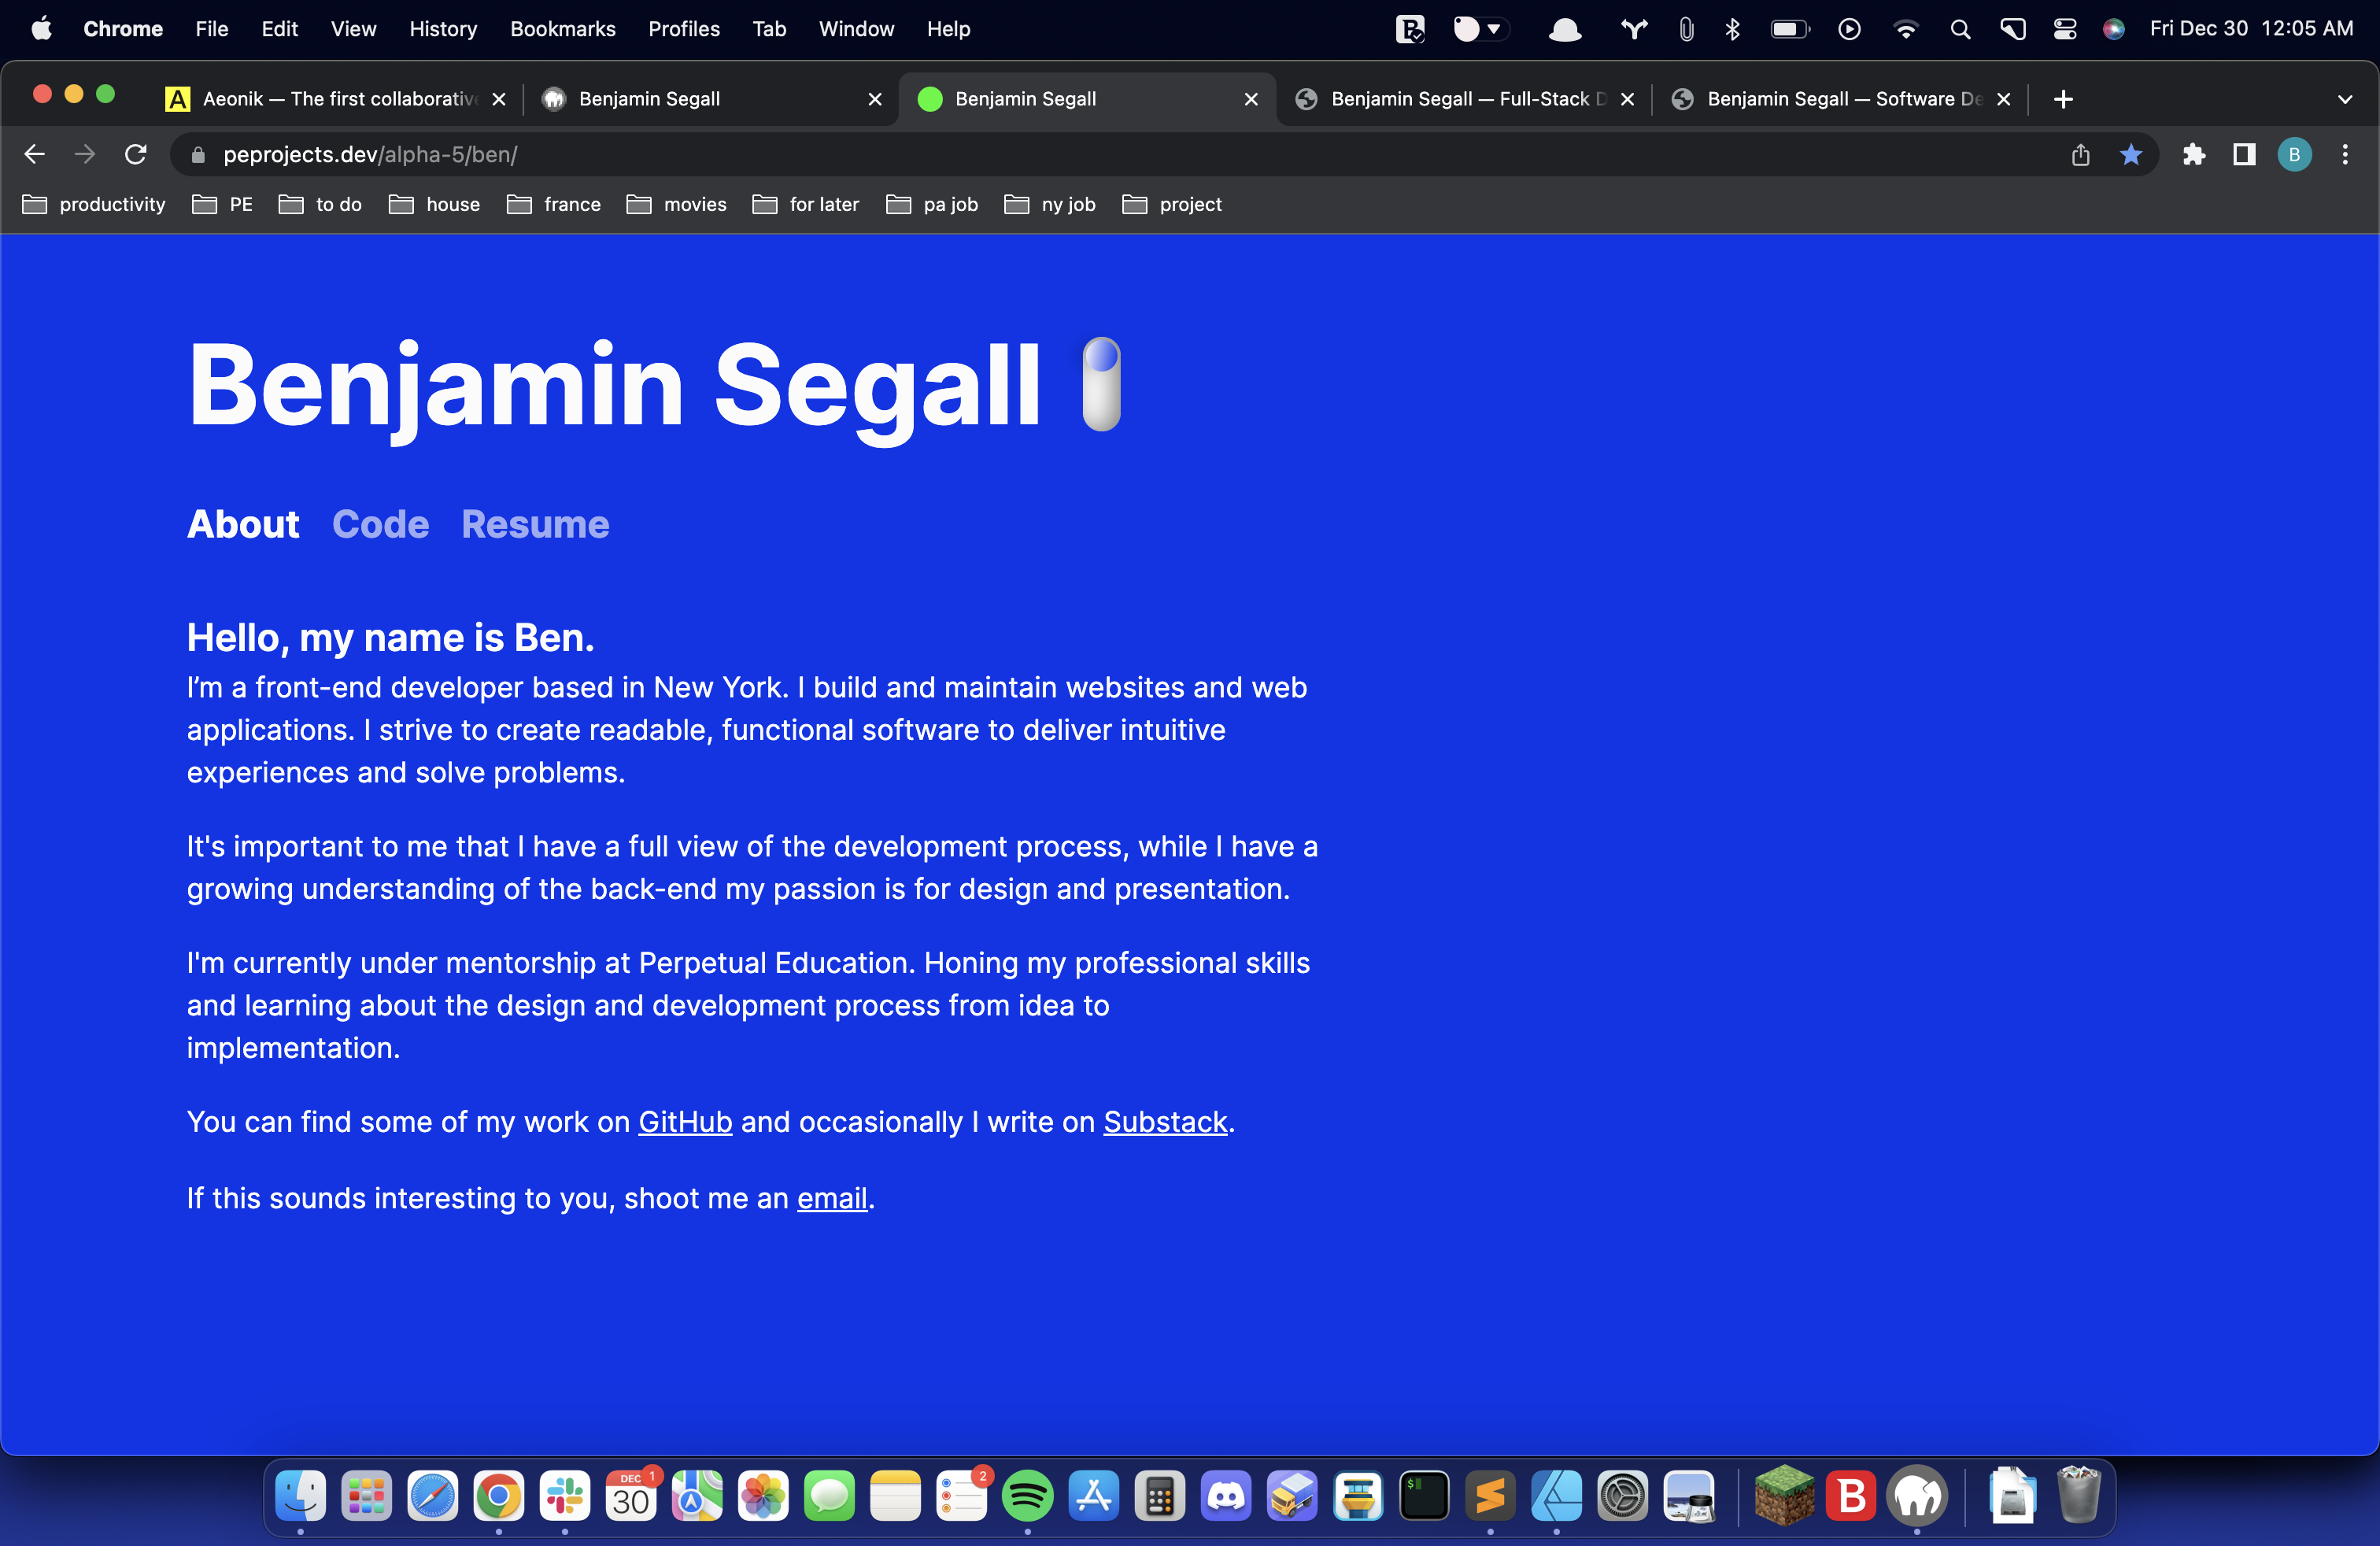 Chrome File Edit View History Bookmarks Profiles Tab Window Help Fri Dec 30 12:05 AM
A Aeonik — The first collaborative Benjamin Segall Benjamin Segall Benjamin Segall — Full-Stack D Benjamin Segall — Software De
peprojects.dev/alpha-5/ben/ B
productivity PE to do house france movies for later pa job ny job project
Benjamin Segall
About Code Resume
Hello, my name is Ben.
I’m a front-end developer based in New York. I build and maintain websites and web
applications. I strive to create readable, functional software to deliver intuitive
experiences and solve problems.
It's important to me that I have a full view of the development process, while I have a
growing understanding of the back-end my passion is for design and presentation.
I'm currently under mentorship at Perpetual Education. Honing my professional skills
and learning about the design and development process from idea to
implementation.
You can find some of my work on GitHub and occasionally I write on Substack.
If this sounds interesting to you, shoot me an email.
DEC 1 2
30 $ B